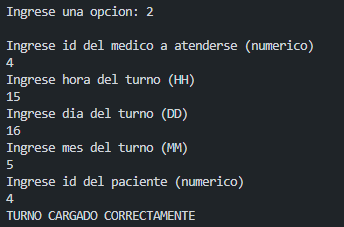 Ingrese una opcion: 2
Ingrese id del medico a atenderse (numerico)
4
Ingrese hora del turno (HH)
15
Ingrese dia del turno (DD)
16
Ingrese mes del turno (MM)
5
Ingrese id del paciente (numerico)
4
TURNO CARGADO CORRECTAMENTE